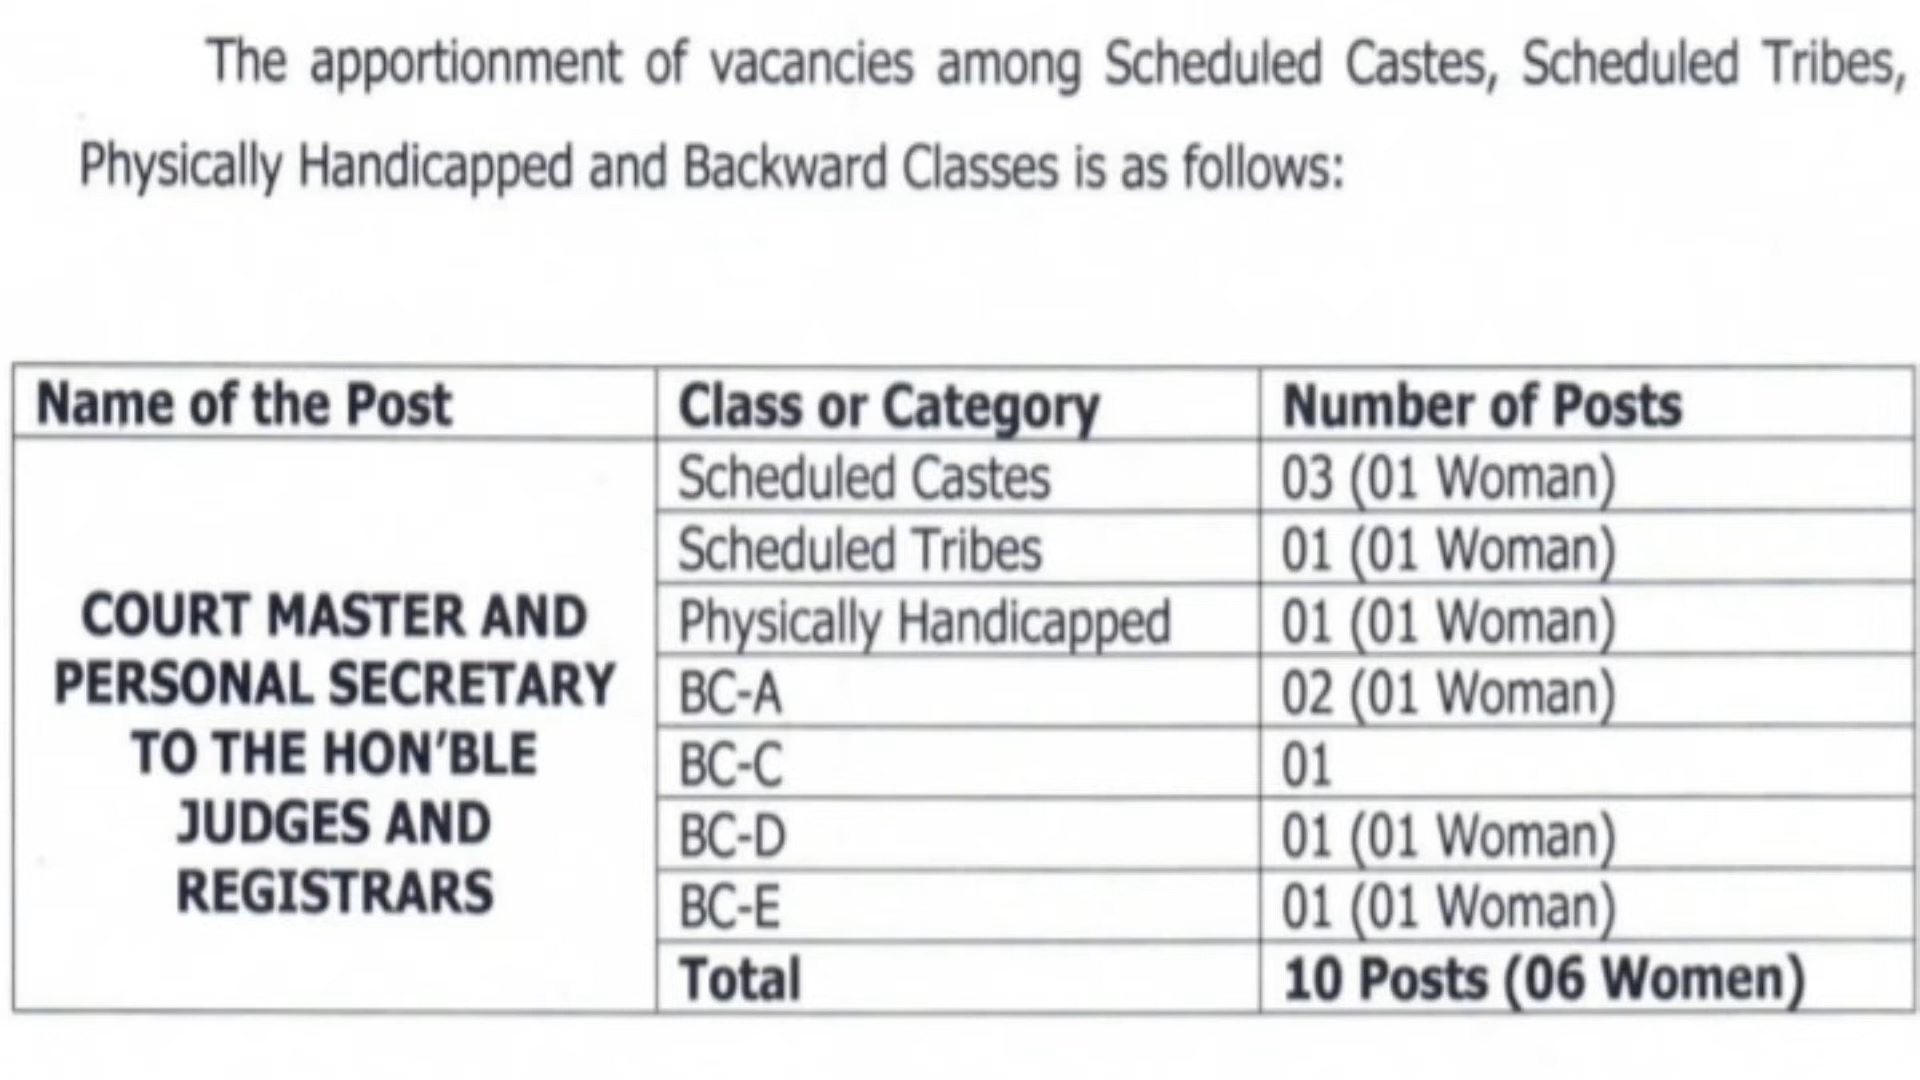 The apportionment of vacancies among Scheduled Castes, Scheduled Tribes,
Physically Handicapped and Backward Classes is as follows:
Name of the Post Class or Category Number of Posts
COURT MASTER AND
PERSONAL SECRETARY
TO THE HON'BLE
JUDGES AND
REGISTRARS
Scheduled Castes 03 (01 Woman)
Scheduled Tribes 01 (01 Woman)
Physically Handicapped 01 (01 Woman)
BC-A 02 (01 Woman)
BC-C 01
BC-D 01 (01 Woman)
BC-E 01 (01 Woman)
Total 10 Posts (06 Women)